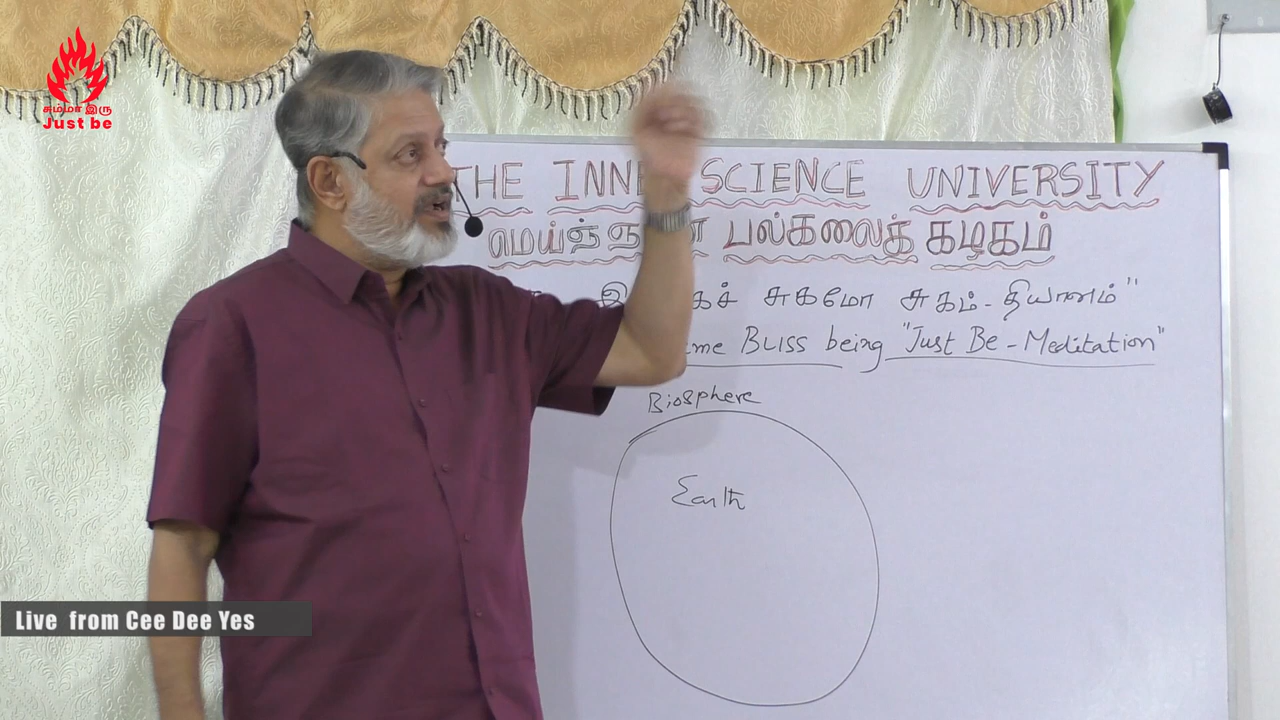 சும்மா இரு
Just be
THE INNE SCIENCE UNIVERSITY
மெய்ஞ்ஞ பல்கலைக் கழகம்
சுகமோ சுகம் - தியானம்"
me BLISS being "Just Be - Meditation"
Biosphere
Earth
Live from Cee Dee Yes